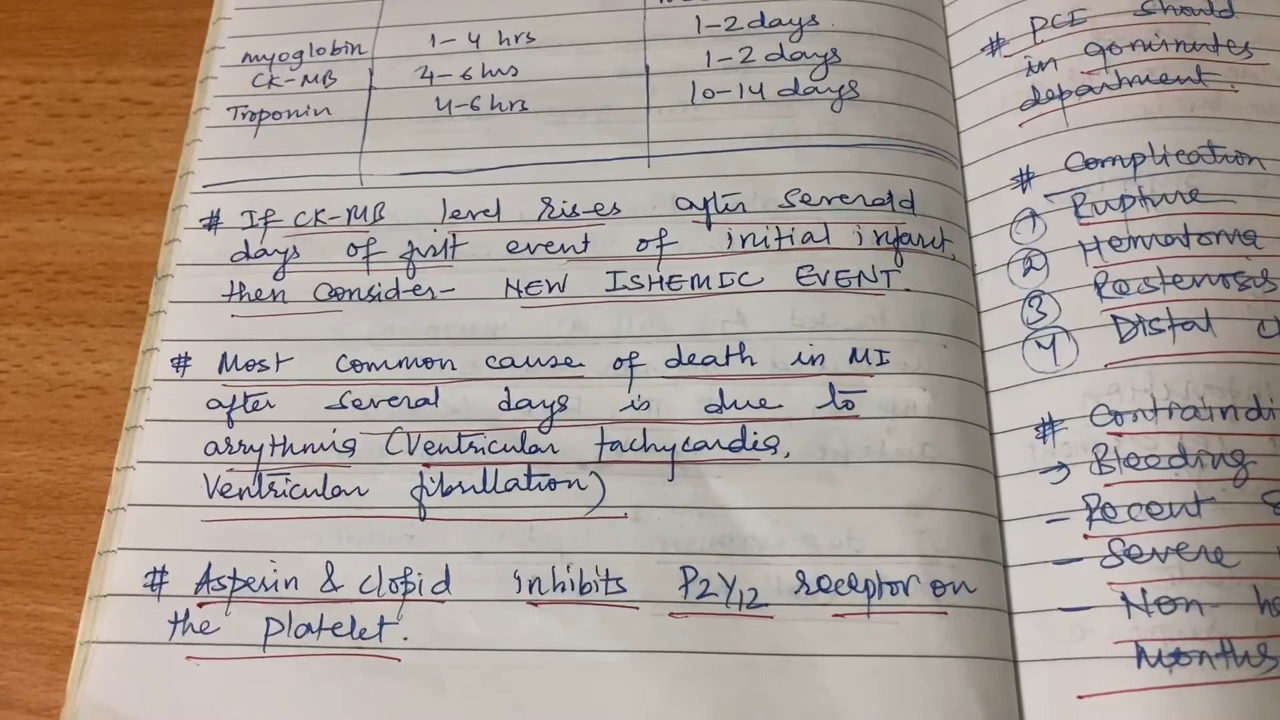 myoglobin 1-4 hrs 1-2 days.
CK-MB 4-6 hrs 1-2 days
Troponin 4-6 hrs 10-14 days
# If CK-MB level rises after
days of first event of initial infarct,
then consider- NEW ISHEMIC EVENT.
# Most common cause of death in MI
after several days is due to
arrythmia (Ventricular tachycardia,
Ventricular fibrillation)
# Asperin & clopid inhibits P2Y12 receptor on
the platelet.
# PCI should
in 90 minutes
department.
# Complication
① Rupture
② Hematoma
③ Restenosis
④ Distal
# Contraindi
→ Bleeding
- Recent
- Severe
- Non-
months